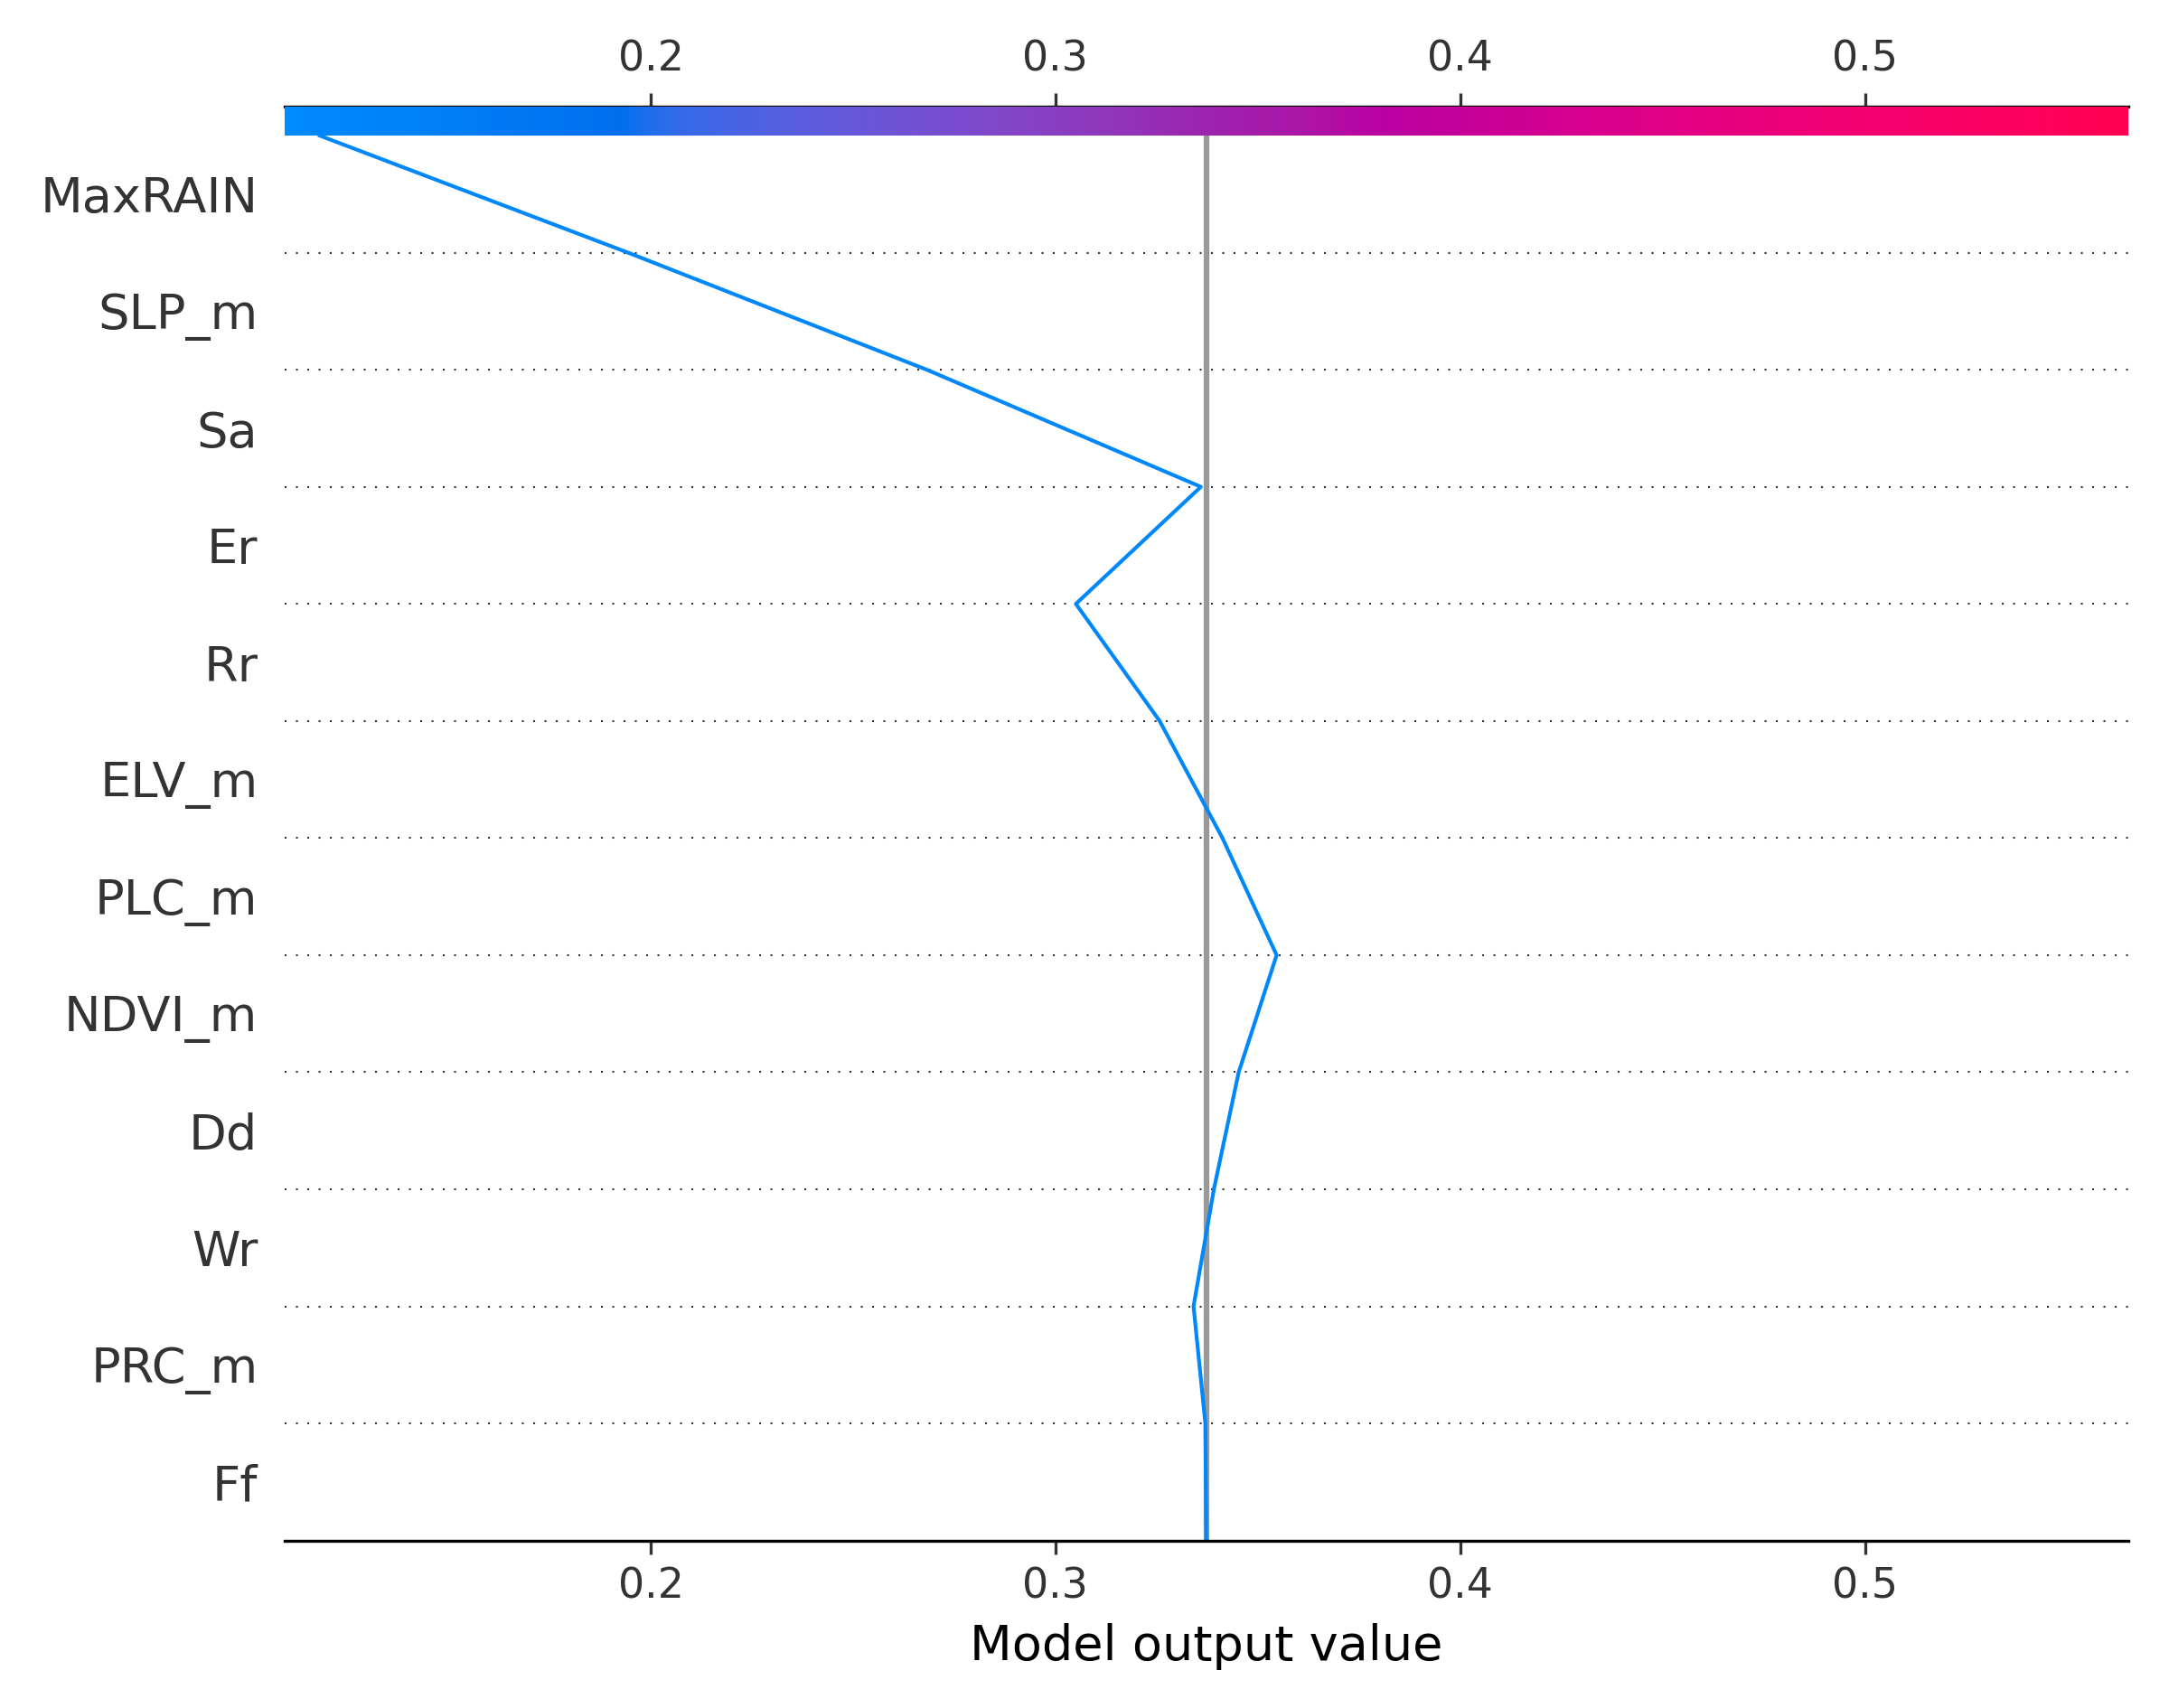 0.2 0.3 0.4 0.5
MaxRAIN
SLP_m
Sa
Er
Rr
ELV_m
PLC_m
NDVI_m
Dd
Wr
PRC_m
Ff
0.2 0.3 0.4 0.5
Model output value